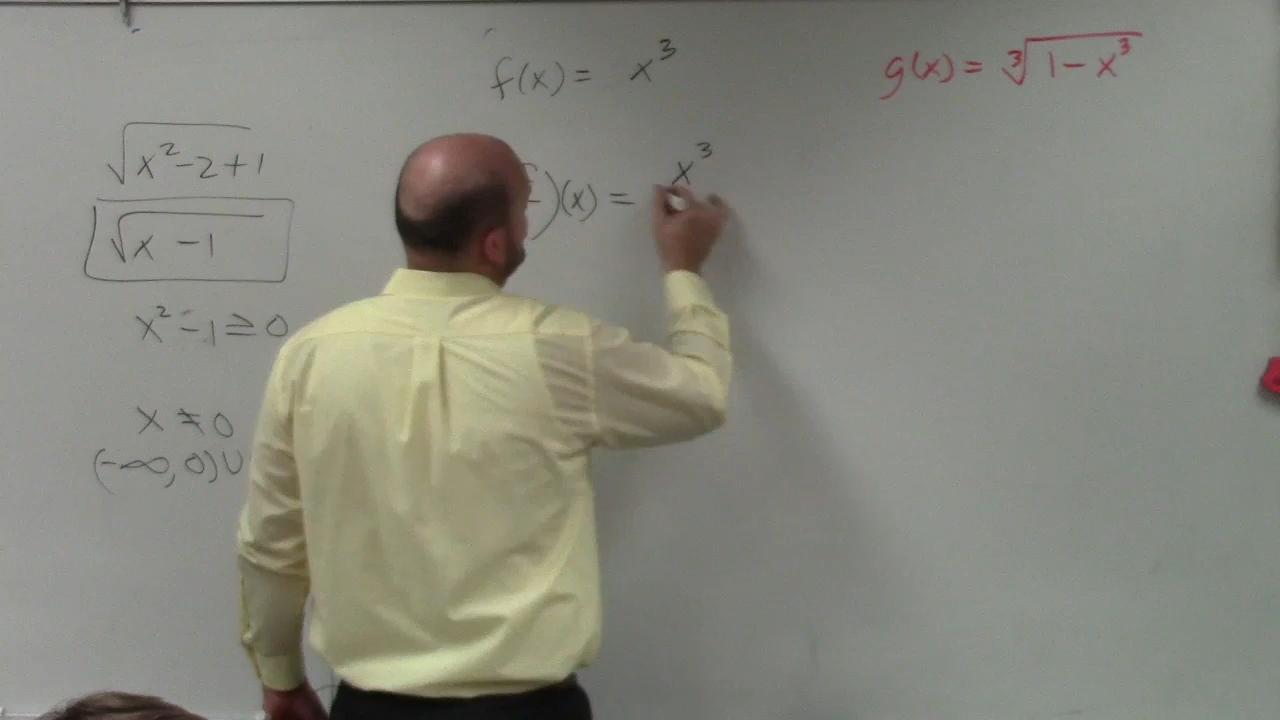 f(x) = x³
g(x) = ∛(1 - x³)
√(x² - 2 + 1)
√(x - 1)
x² - 1 ≥ 0
x ≠ 0
(-∞, 0) ∪
)(x) = x³